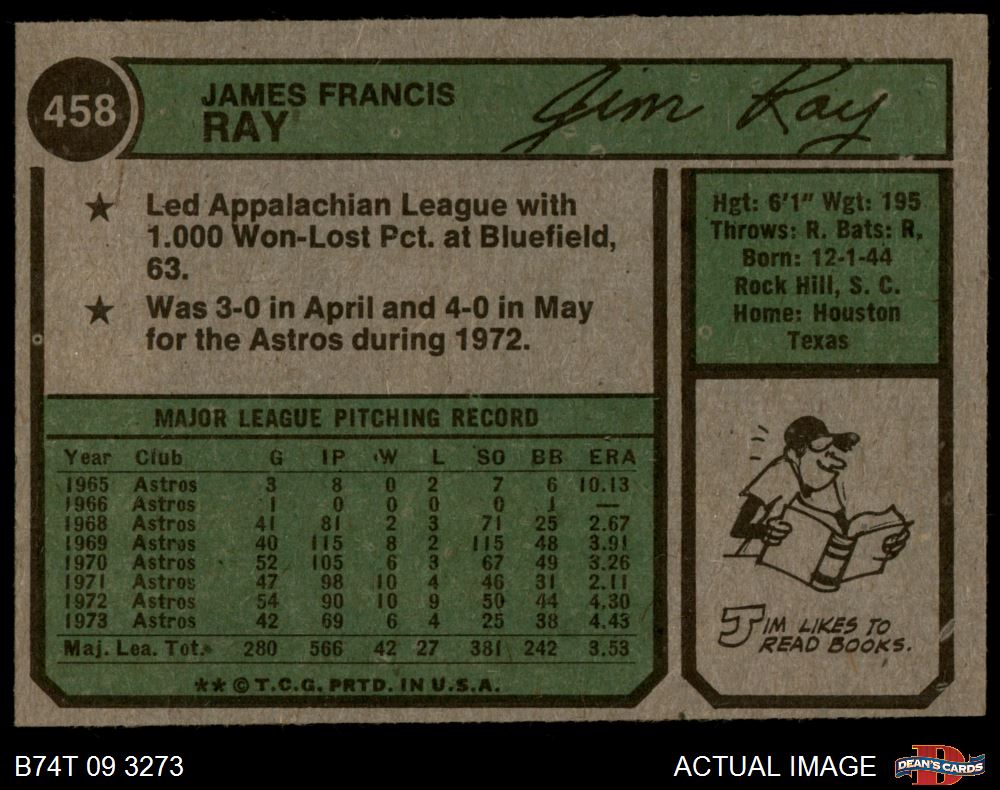 458
JAMES FRANCIS
RAY
Jim Ray
★ Led Appalachian League with
1.000 Won-Lost Pct. at Bluefield,
63.
★ Was 3-0 in April and 4-0 in May
for the Astros during 1972.
Hgt: 6'1" Wgt: 195
Throws: R. Bats: R.
Born: 12-1-44
Rock Hill, S. C.
Home: Houston
Texas
MAJOR LEAGUE PITCHING RECORD
Year Club G IP W L SO BB ERA
1965 Astros 3 8 0 2 7 6 10.13
1966 Astros 1 0 0 0 0 1 —
1968 Astros 41 81 2 3 71 25 2.67
1969 Astros 40 115 8 2 115 48 3.91
1970 Astros 52 105 6 3 67 49 3.26
1971 Astros 47 98 10 4 46 31 2.11
1972 Astros 54 90 10 9 50 44 4.30
1973 Astros 42 69 6 4 25 38 4.43
Maj. Lea. Tot. 280 566 42 27 381 242 3.53
** © T.C.G. PRTD. IN U.S.A.
JIM LIKES TO
READ BOOKS.
B74T 09 3273
ACTUAL IMAGE
DEAN'S CARDS